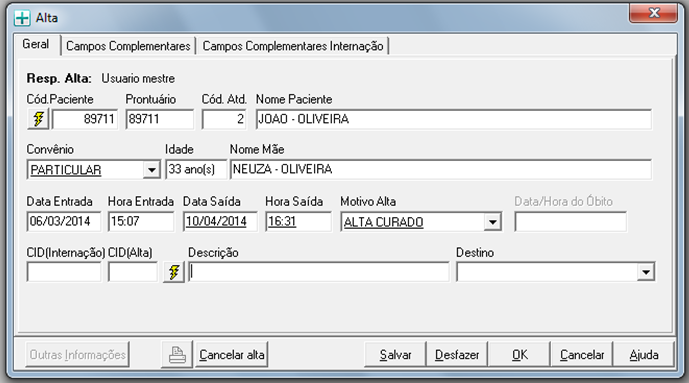 Alta
Geral Campos Complementares Campos Complementares Internação
Resp. Alta: Usuario mestre
Cód.Paciente Prontuário Cód. Atd. Nome Paciente
89711 89711 2 JOAO - OLIVEIRA
Convênio Idade Nome Mãe
PARTICULAR 33 ano(s) NEUZA - OLIVEIRA
Data Entrada Hora Entrada Data Saída Hora Saída Motivo Alta Data/Hora do Óbito
06/03/2014 15:07 10/04/2014 16:31 ALTA CURADO
CID(Internação) CID(Alta) Descrição Destino
Outras Informações Cancelar alta Salvar Desfazer OK Cancelar Ajuda